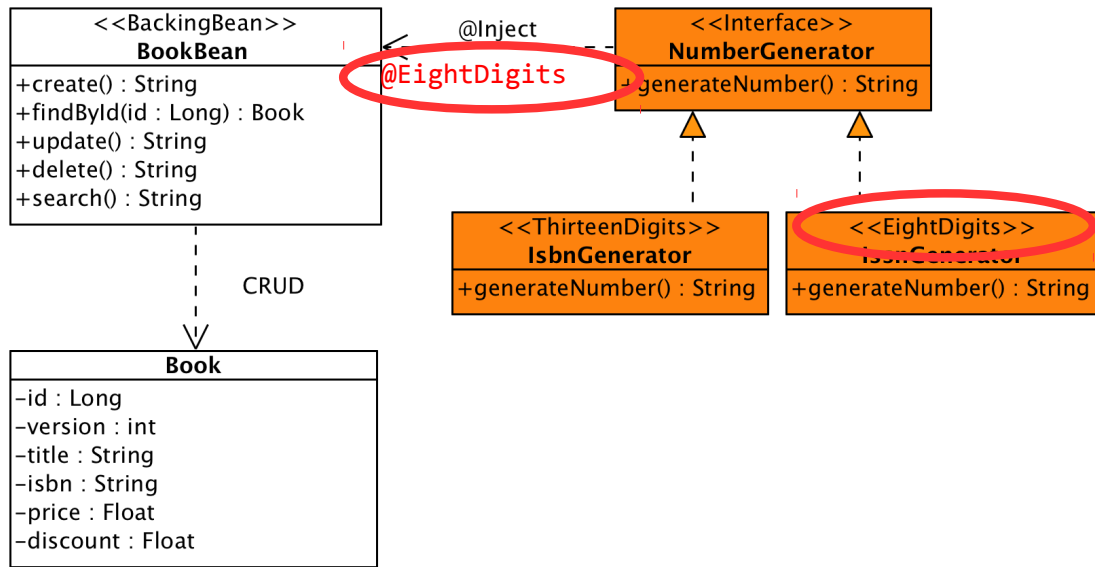 <<BackingBean>>
BookBean
+create() : String
+findById(id : Long) : Book
+update() : String
+delete() : String
+search() : String
@Inject
@EightDigits
<<Interface>>
NumberGenerator
+generateNumber() : String
<<ThirteenDigits>>
IsbnGenerator
+generateNumber() : String
<<EightDigits>>
IssnGenerator
+generateNumber() : String
CRUD
Book
-id : Long
-version : int
-title : String
-isbn : String
-price : Float
-discount : Float